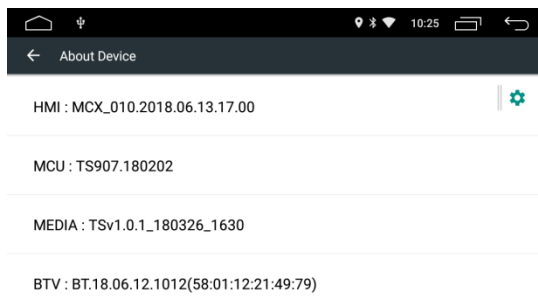 10:25
About Device
HMI : MCX_010.2018.06.13.17.00
MCU : TS907.180202
MEDIA : TSv1.0.1_180326_1630
BTV : BT.18.06.12.1012(58:01:12:21:49:79)